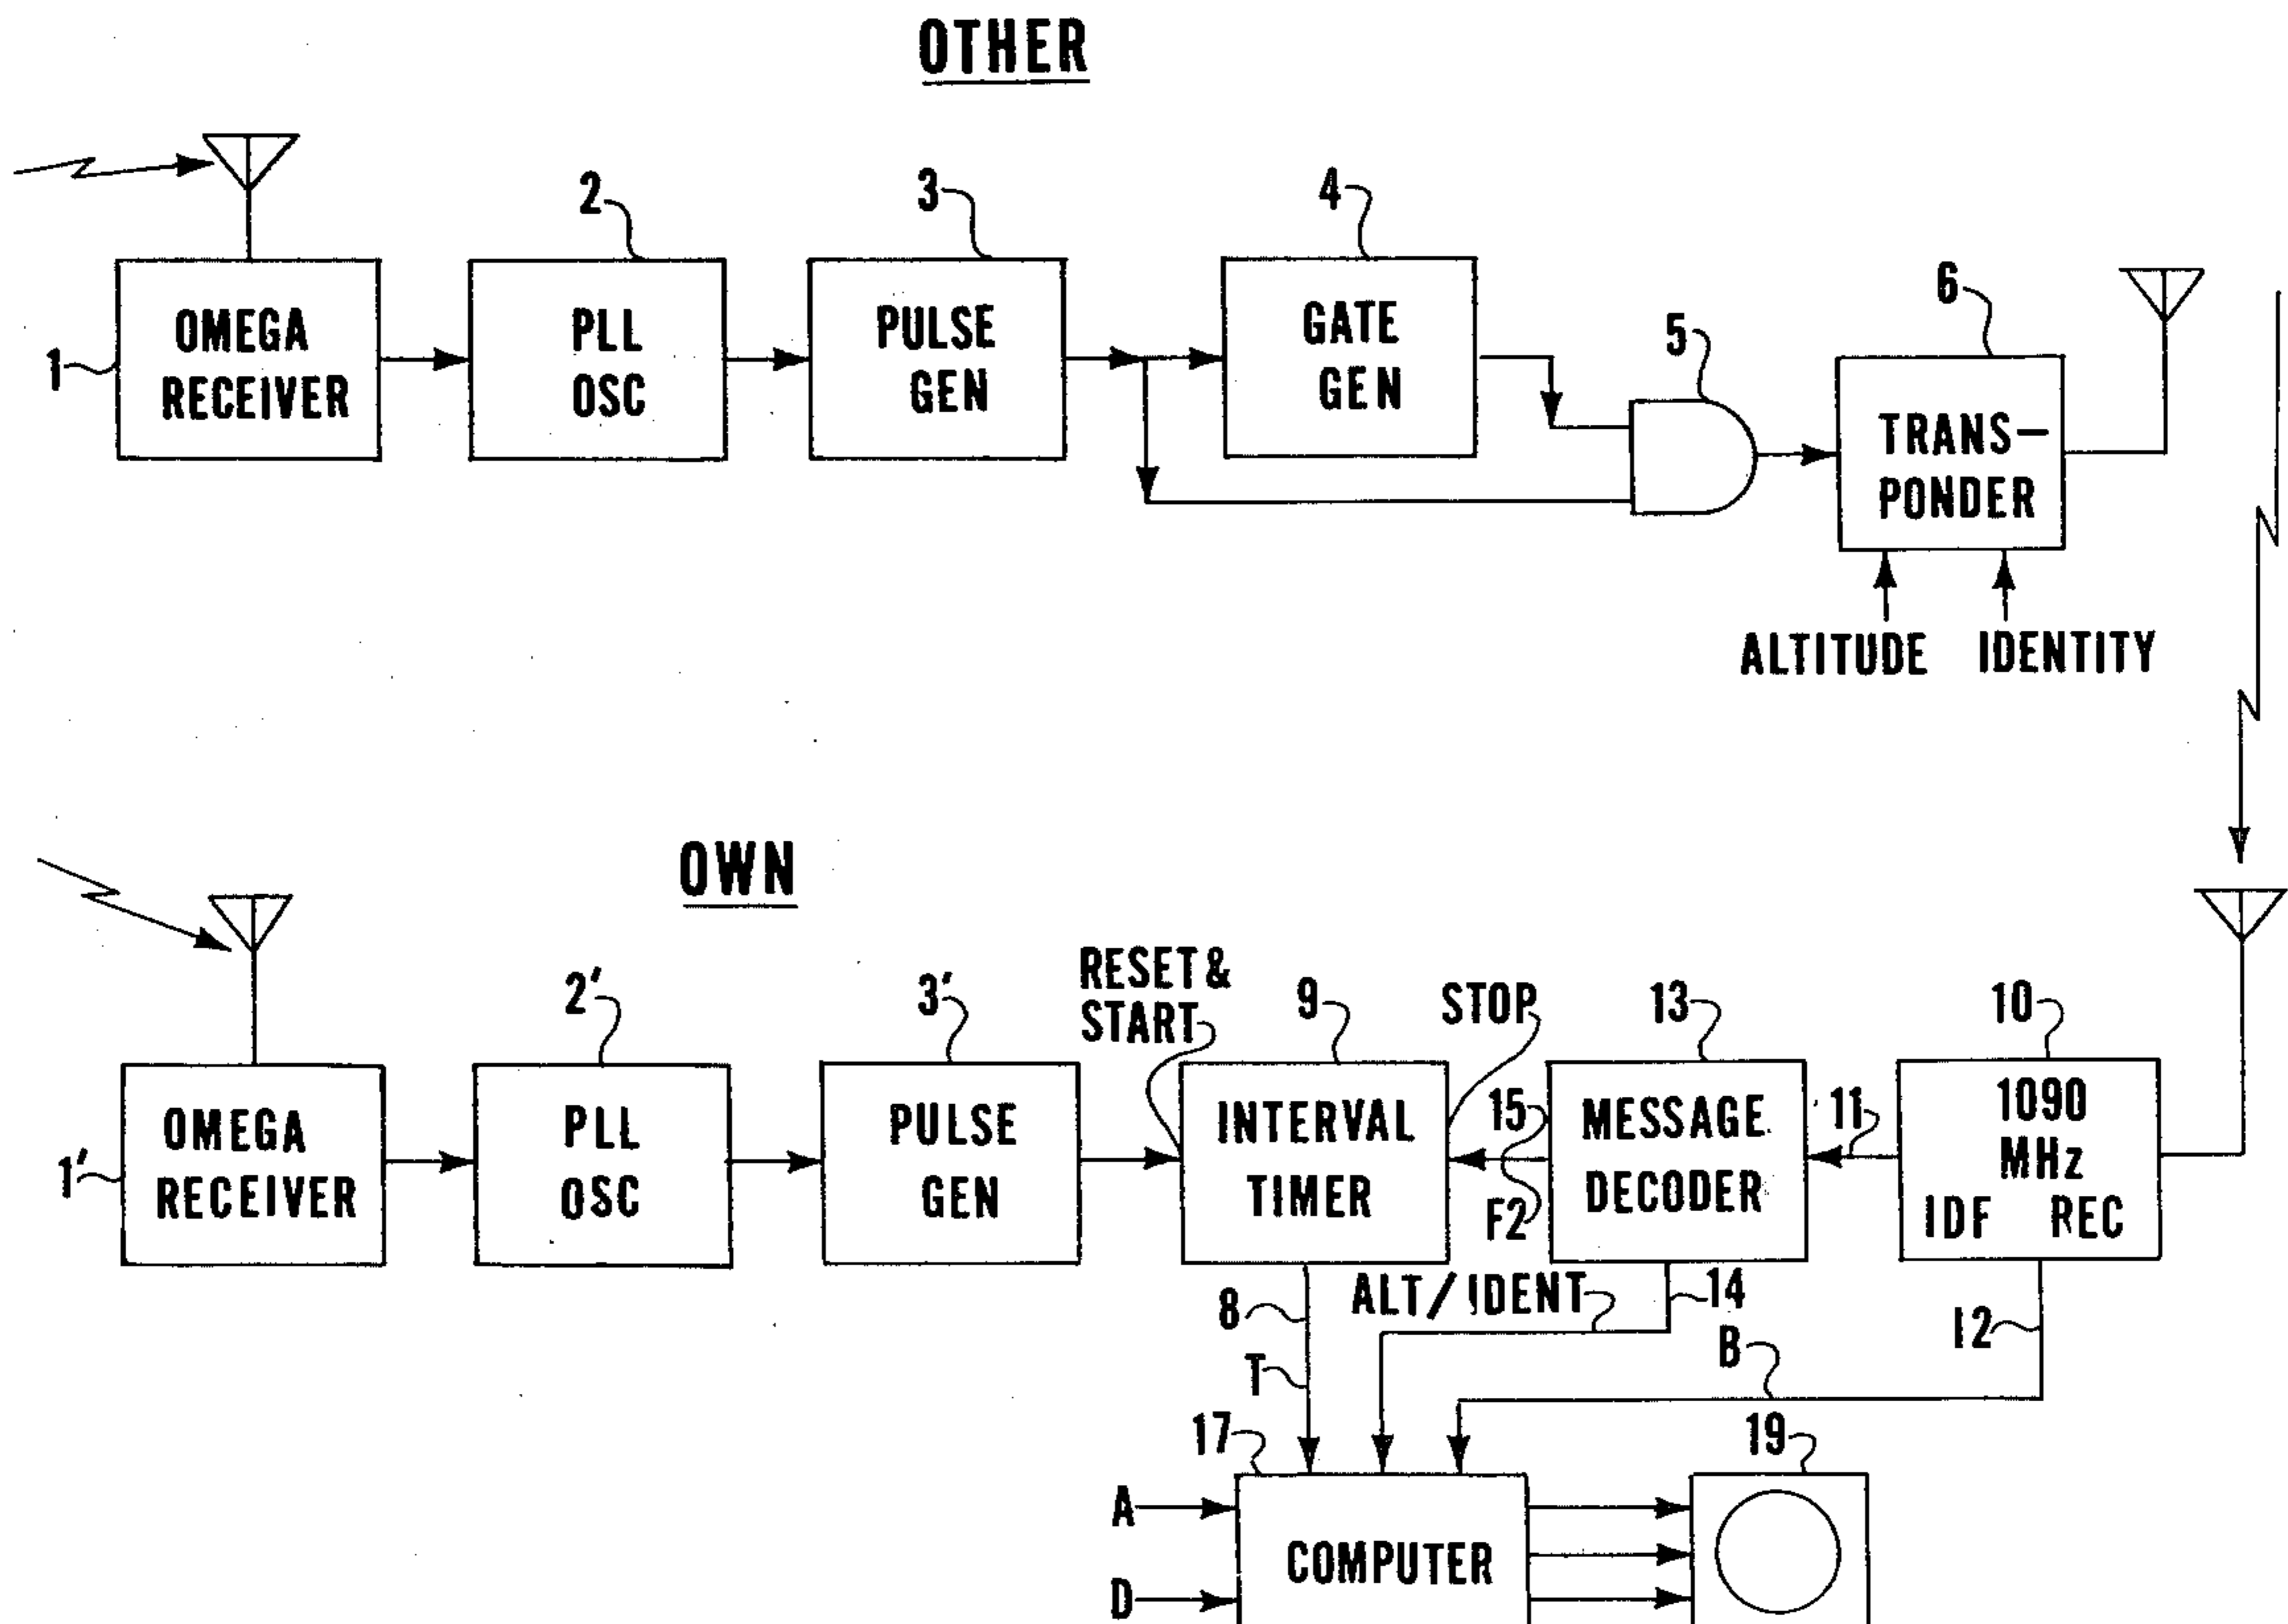 OTHER
2
3
4
5
6
1
OMEGA
RECEIVER
PLL
OSC
PULSE
GEN
GATE
GEN
TRANS-
PONDER
ALTITUDE IDENTITY
OWN
2'
3'
RESET &
START
9
STOP
13
10
1'
OMEGA
RECEIVER
PLL
OSC
PULSE
GEN
INTERVAL
TIMER
15
F2
MESSAGE
DECODER
11
1090
MHz
IDF REC
8
ALT/IDENT
14
12
T
B
17
19
A
D
COMPUTER